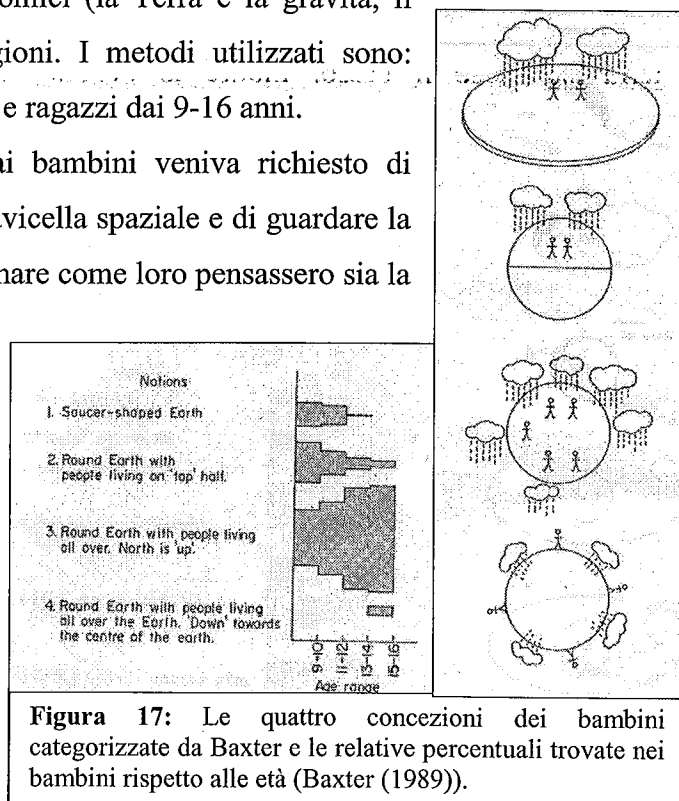 (la Terra e la gravità, il
gioni. I metodi utilizzati sono:
e ragazzi dai 9-16 anni.
ai bambini veniva richiesto di
avicella spaziale e di guardare la
nare come loro pensassero sia la
Notions
1. Saucer-shaped Earth
2. Round Earth with
people living on 'top' half.
3. Round Earth with people living
all over. North is 'up'.
4. Round Earth with people living
all over the Earth. 'Down' towards
the centre of the earth.
9-10
11-12
13-14
15-16
Age range
Figura 17: Le quattro concezioni dei bambini
categorizzate da Baxter e le relative percentuali trovate nei
bambini rispetto alle età (Baxter (1989)).